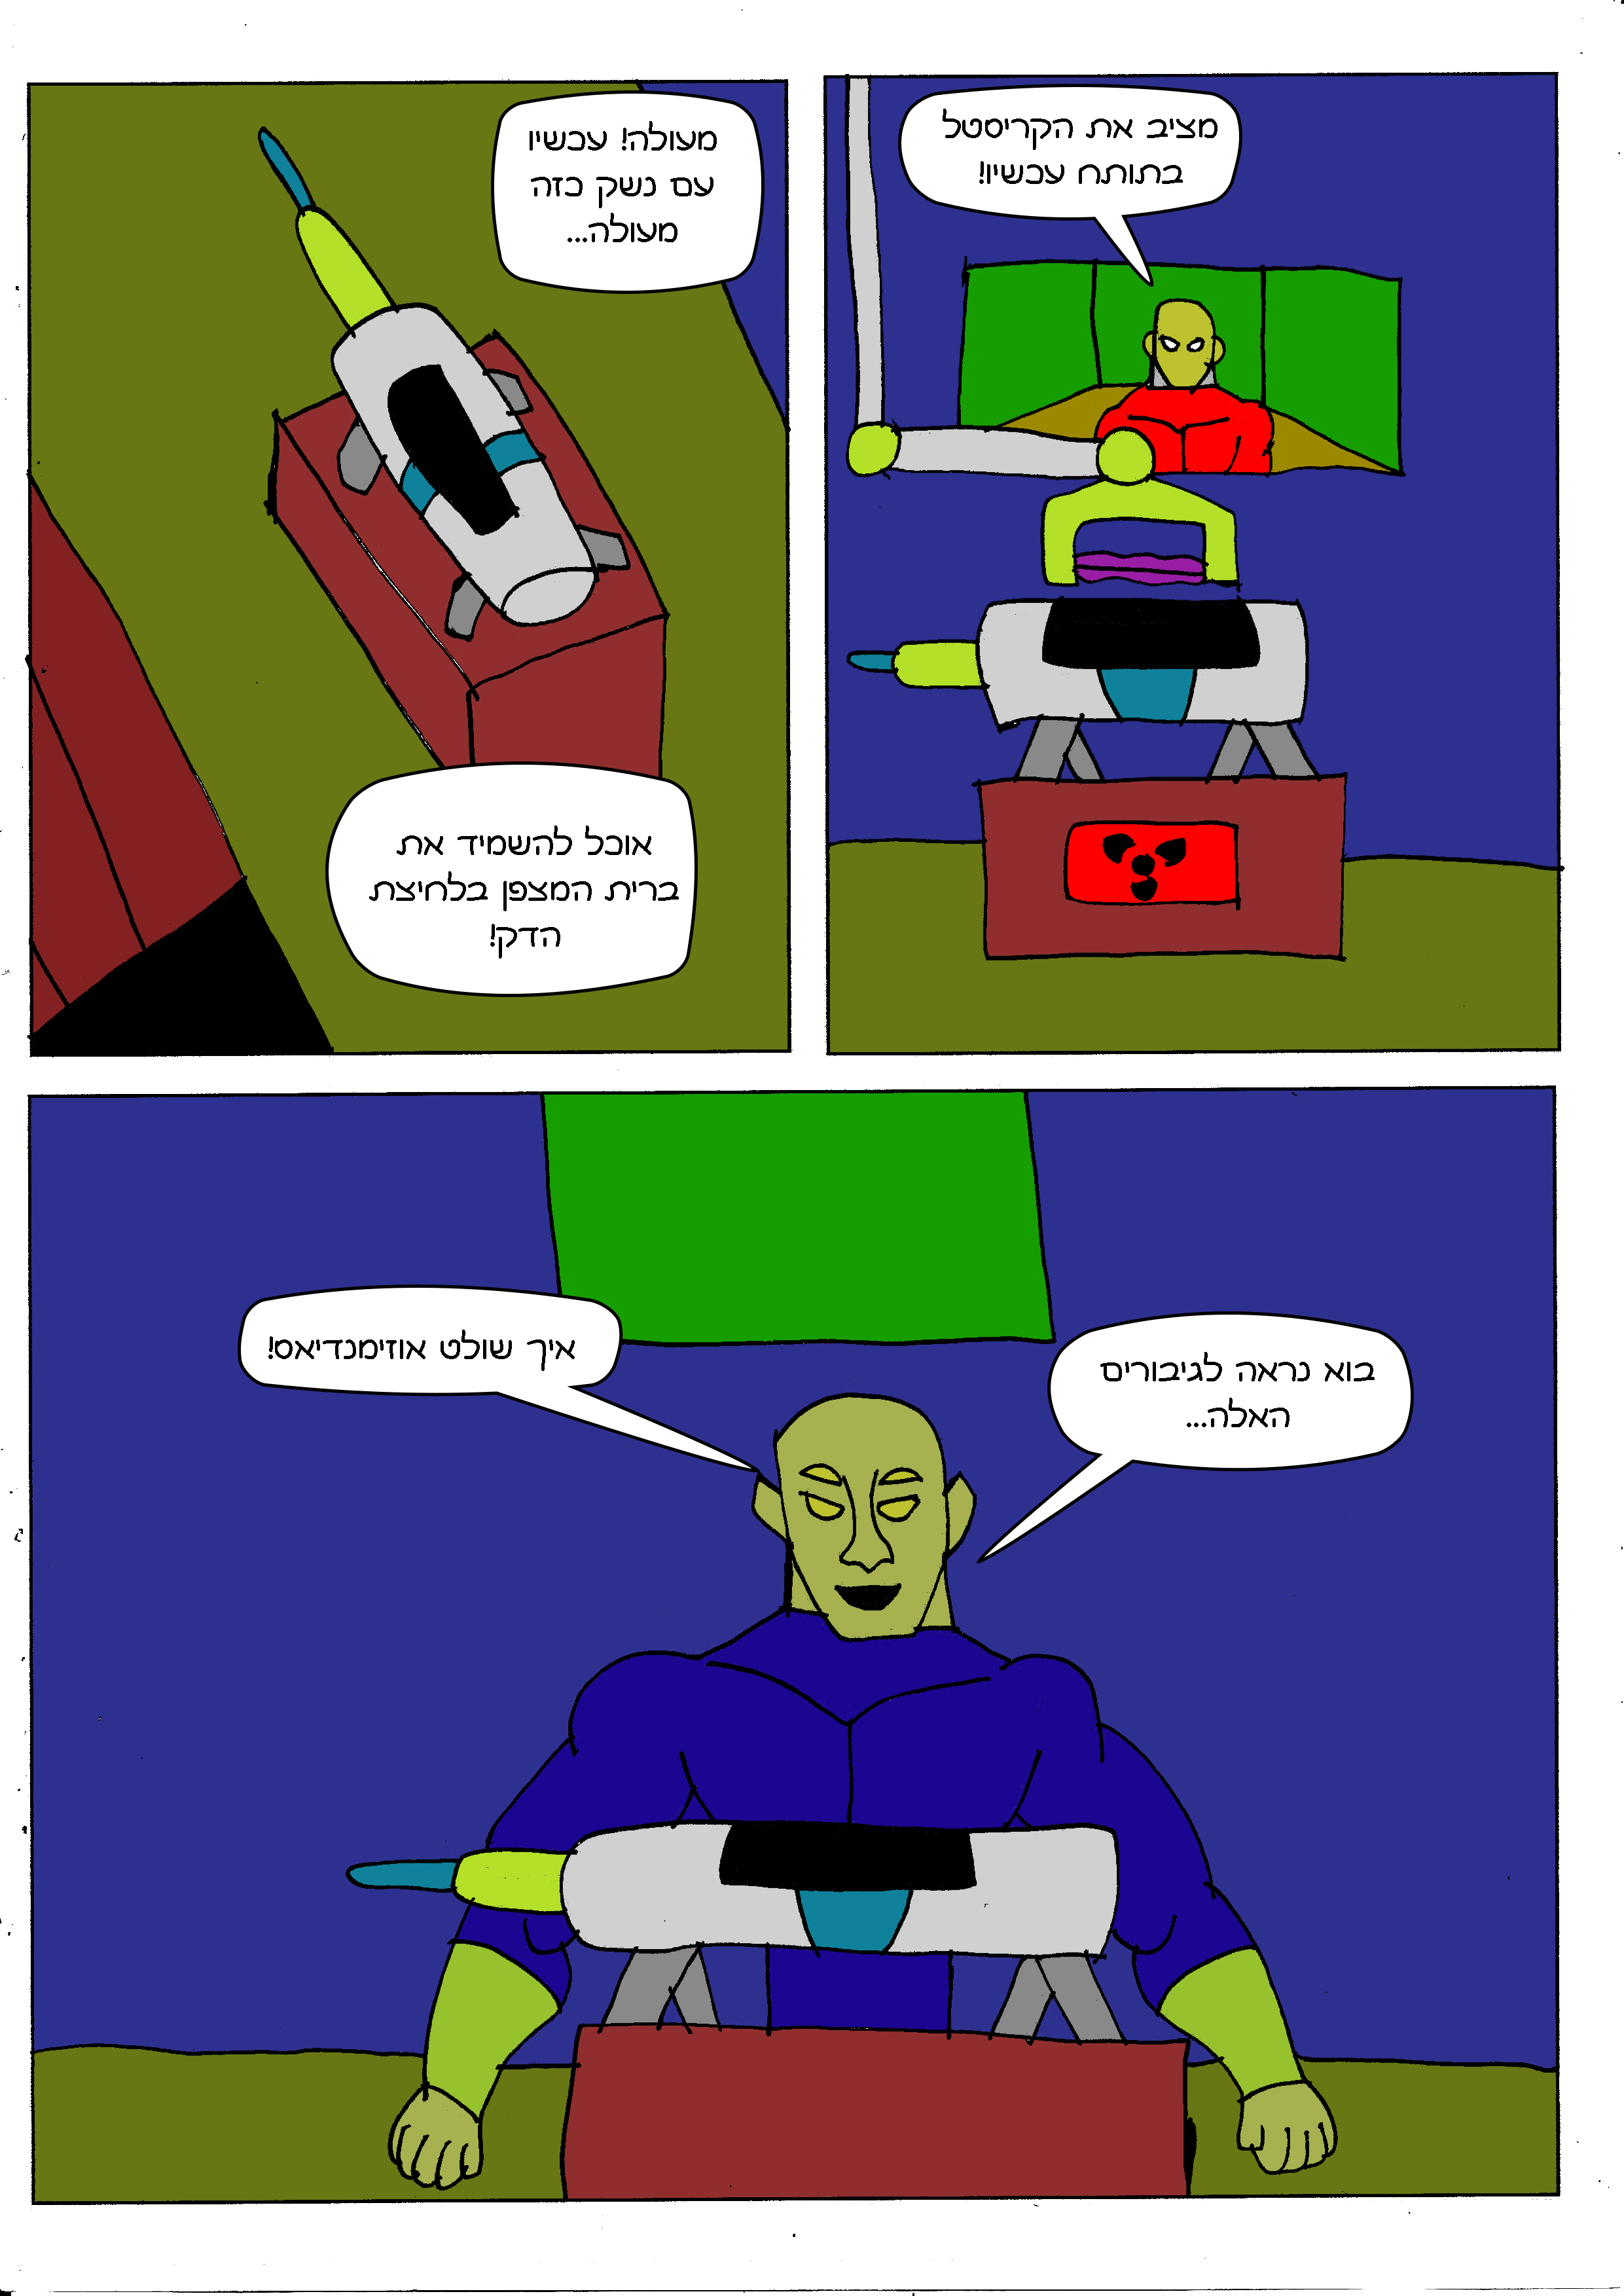 מציב את הקריסטל
בתותח עכשיו!
מעולה! עכשיו
עם נשק כזה
מעולה...
אוכל להשמיד את
ברית המצפן בלחיצת
הדק!
בוא נראה לגיבורים
האלה...
איך שולט אוזימנדיאס!